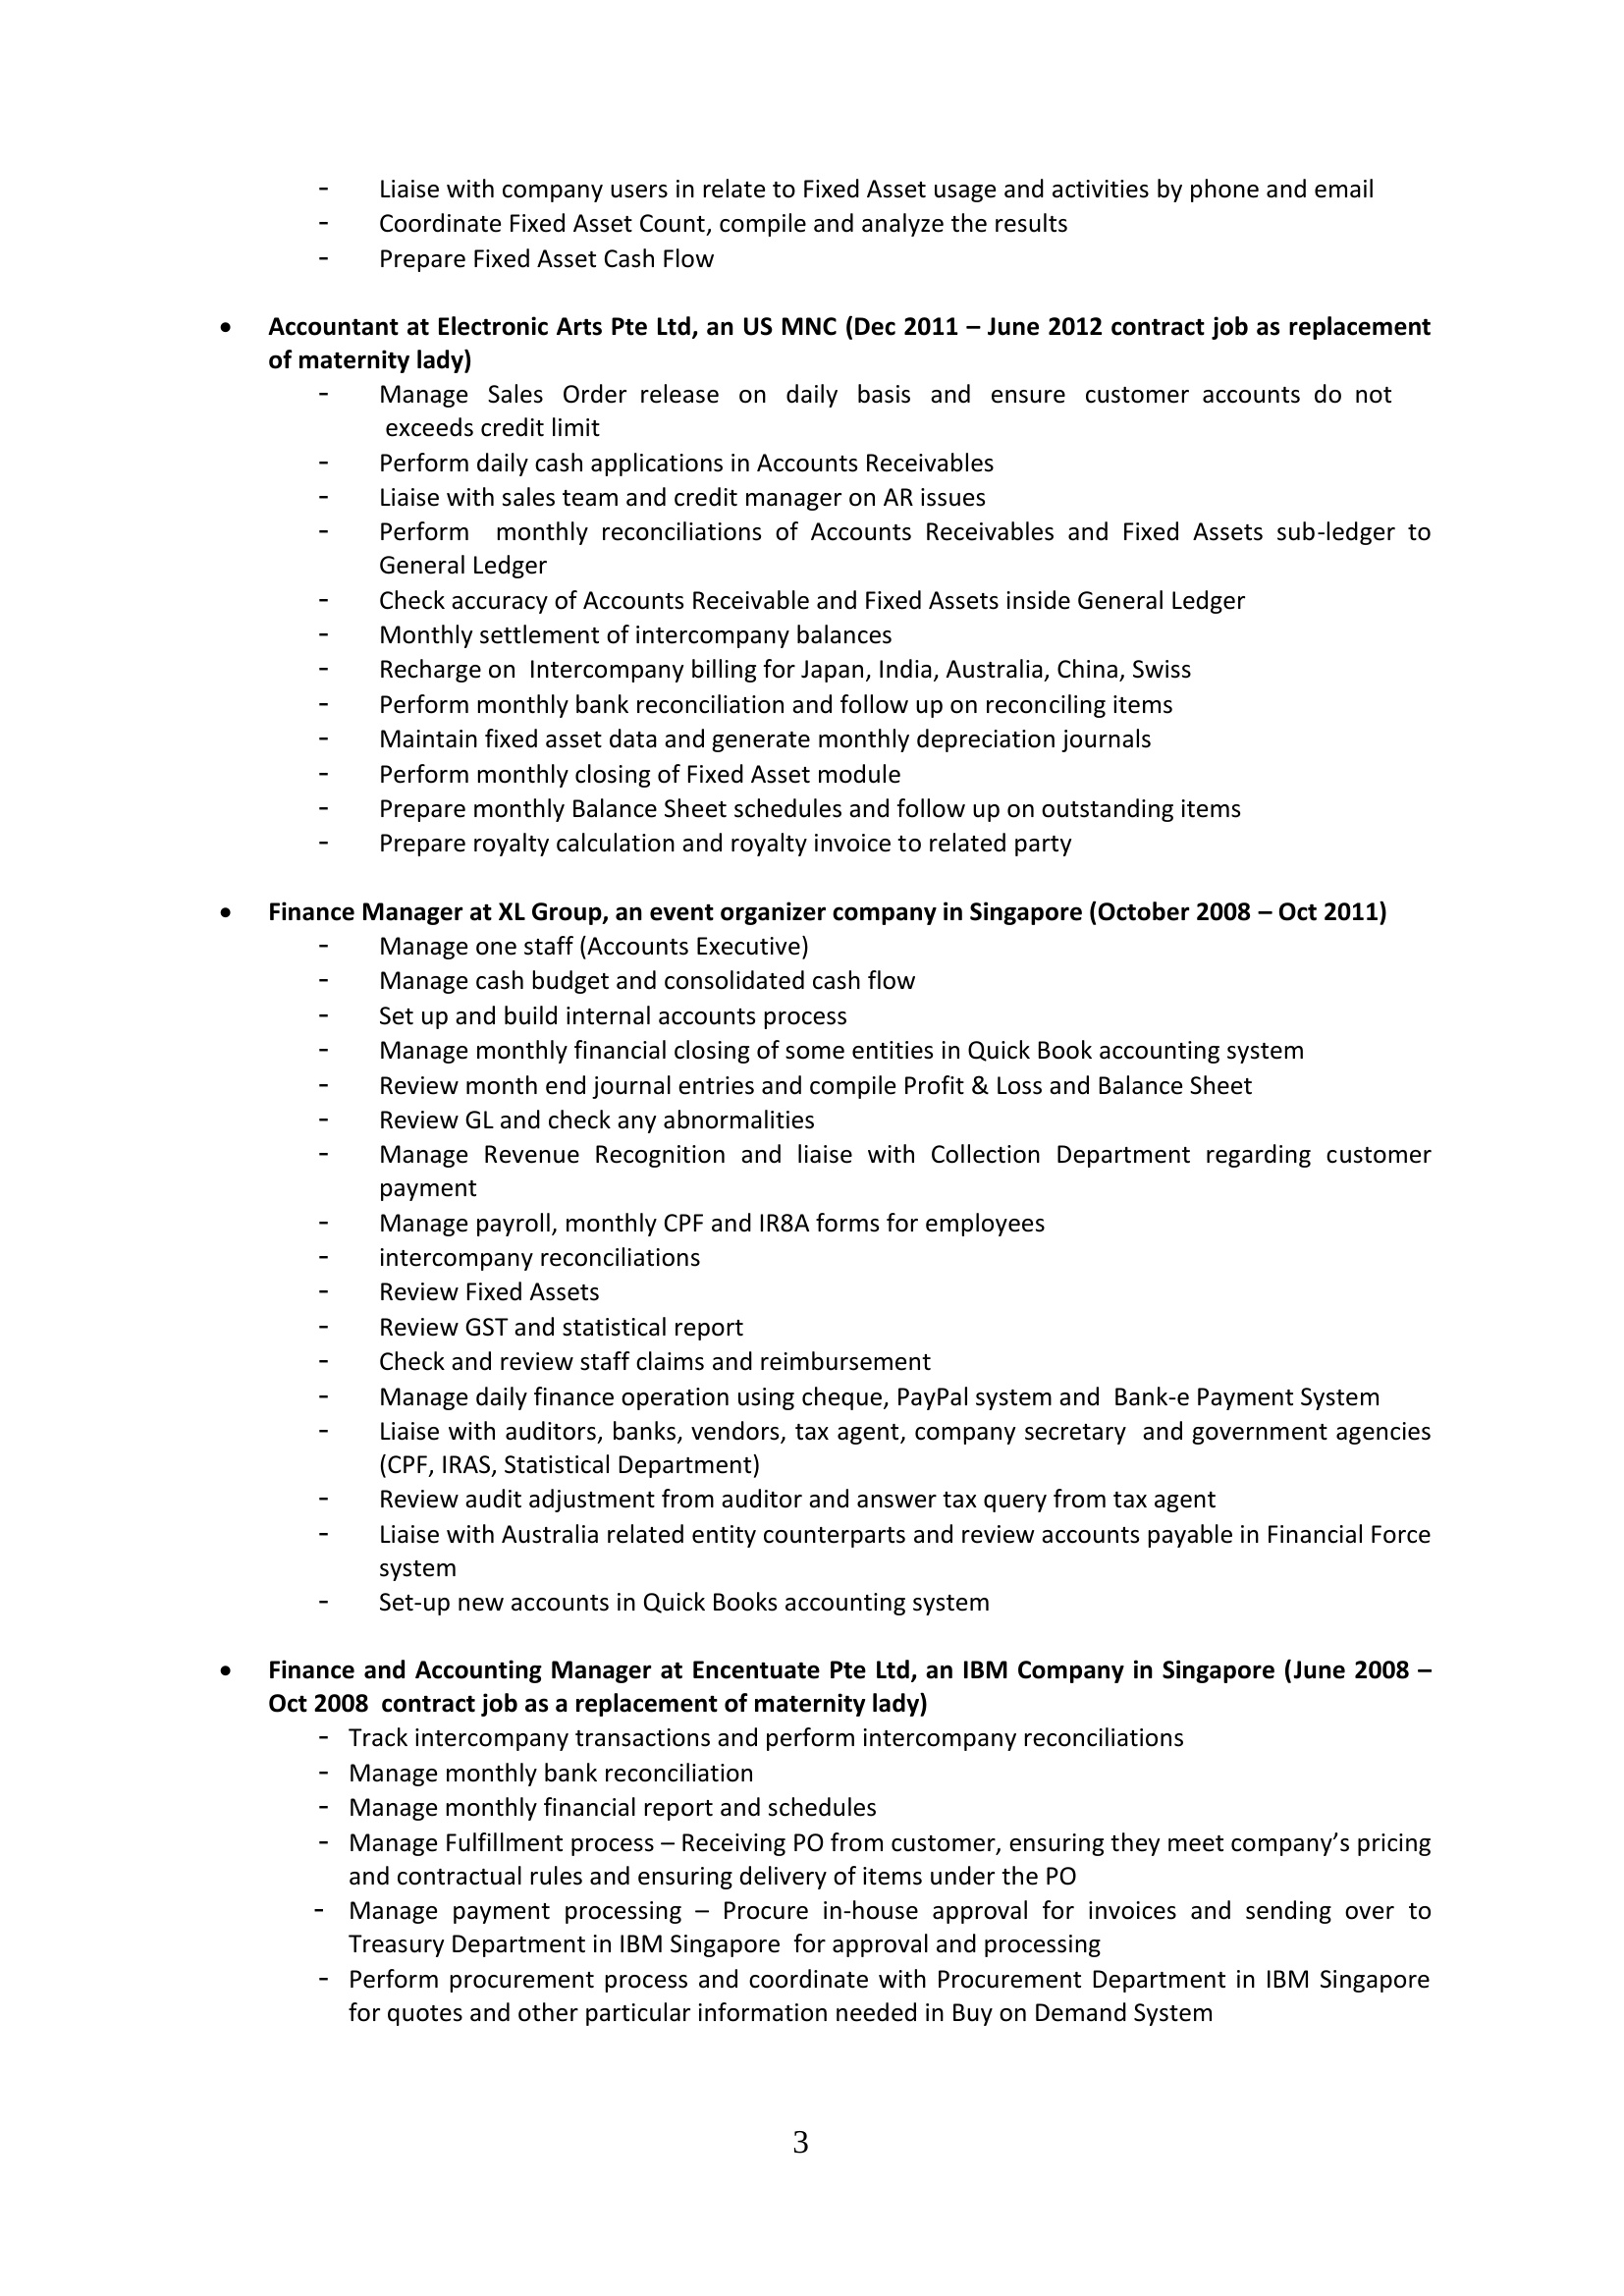 - Liaise with company users in relate to Fixed Asset usage and activities by phone and email
- Coordinate Fixed Asset Count, compile and analyze the results
- Prepare Fixed Asset Cash Flow
• Accountant at Electronic Arts Pte Ltd, an US MNC (Dec 2011 – June 2012 contract job as replacement
of maternity lady)
- Manage Sales Order release on daily basis and ensure customer accounts do not
exceeds credit limit
- Perform daily cash applications in Accounts Receivables
- Liaise with sales team and credit manager on AR issues
- Perform monthly reconciliations of Accounts Receivables and Fixed Assets sub-ledger to
General Ledger
- Check accuracy of Accounts Receivable and Fixed Assets inside General Ledger
- Monthly settlement of intercompany balances
- Recharge on Intercompany billing for Japan, India, Australia, China, Swiss
- Perform monthly bank reconciliation and follow up on reconciling items
- Maintain fixed asset data and generate monthly depreciation journals
- Perform monthly closing of Fixed Asset module
- Prepare monthly Balance Sheet schedules and follow up on outstanding items
- Prepare royalty calculation and royalty invoice to related party
• Finance Manager at XL Group, an event organizer company in Singapore (October 2008 – Oct 2011)
- Manage one staff (Accounts Executive)
- Manage cash budget and consolidated cash flow
- Set up and build internal accounts process
- Manage monthly financial closing of some entities in Quick Book accounting system
- Review month end journal entries and compile Profit & Loss and Balance Sheet
- Review GL and check any abnormalities
- Manage Revenue Recognition and liaise with Collection Department regarding customer
payment
- Manage payroll, monthly CPF and IR8A forms for employees
- intercompany reconciliations
- Review Fixed Assets
- Review GST and statistical report
- Check and review staff claims and reimbursement
- Manage daily finance operation using cheque, PayPal system and Bank-e Payment System
- Liaise with auditors, banks, vendors, tax agent, company secretary and government agencies
(CPF, IRAS, Statistical Department)
- Review audit adjustment from auditor and answer tax query from tax agent
- Liaise with Australia related entity counterparts and review accounts payable in Financial Force
system
- Set-up new accounts in Quick Books accounting system
• Finance and Accounting Manager at Encentuate Pte Ltd, an IBM Company in Singapore (June 2008 –
Oct 2008 contract job as a replacement of maternity lady)
- Track intercompany transactions and perform intercompany reconciliations
- Manage monthly bank reconciliation
- Manage monthly financial report and schedules
- Manage Fulfillment process – Receiving PO from customer, ensuring they meet company’s pricing
and contractual rules and ensuring delivery of items under the PO
- Manage payment processing – Procure in-house approval for invoices and sending over to
Treasury Department in IBM Singapore for approval and processing
- Perform procurement process and coordinate with Procurement Department in IBM Singapore
for quotes and other particular information needed in Buy on Demand System
3